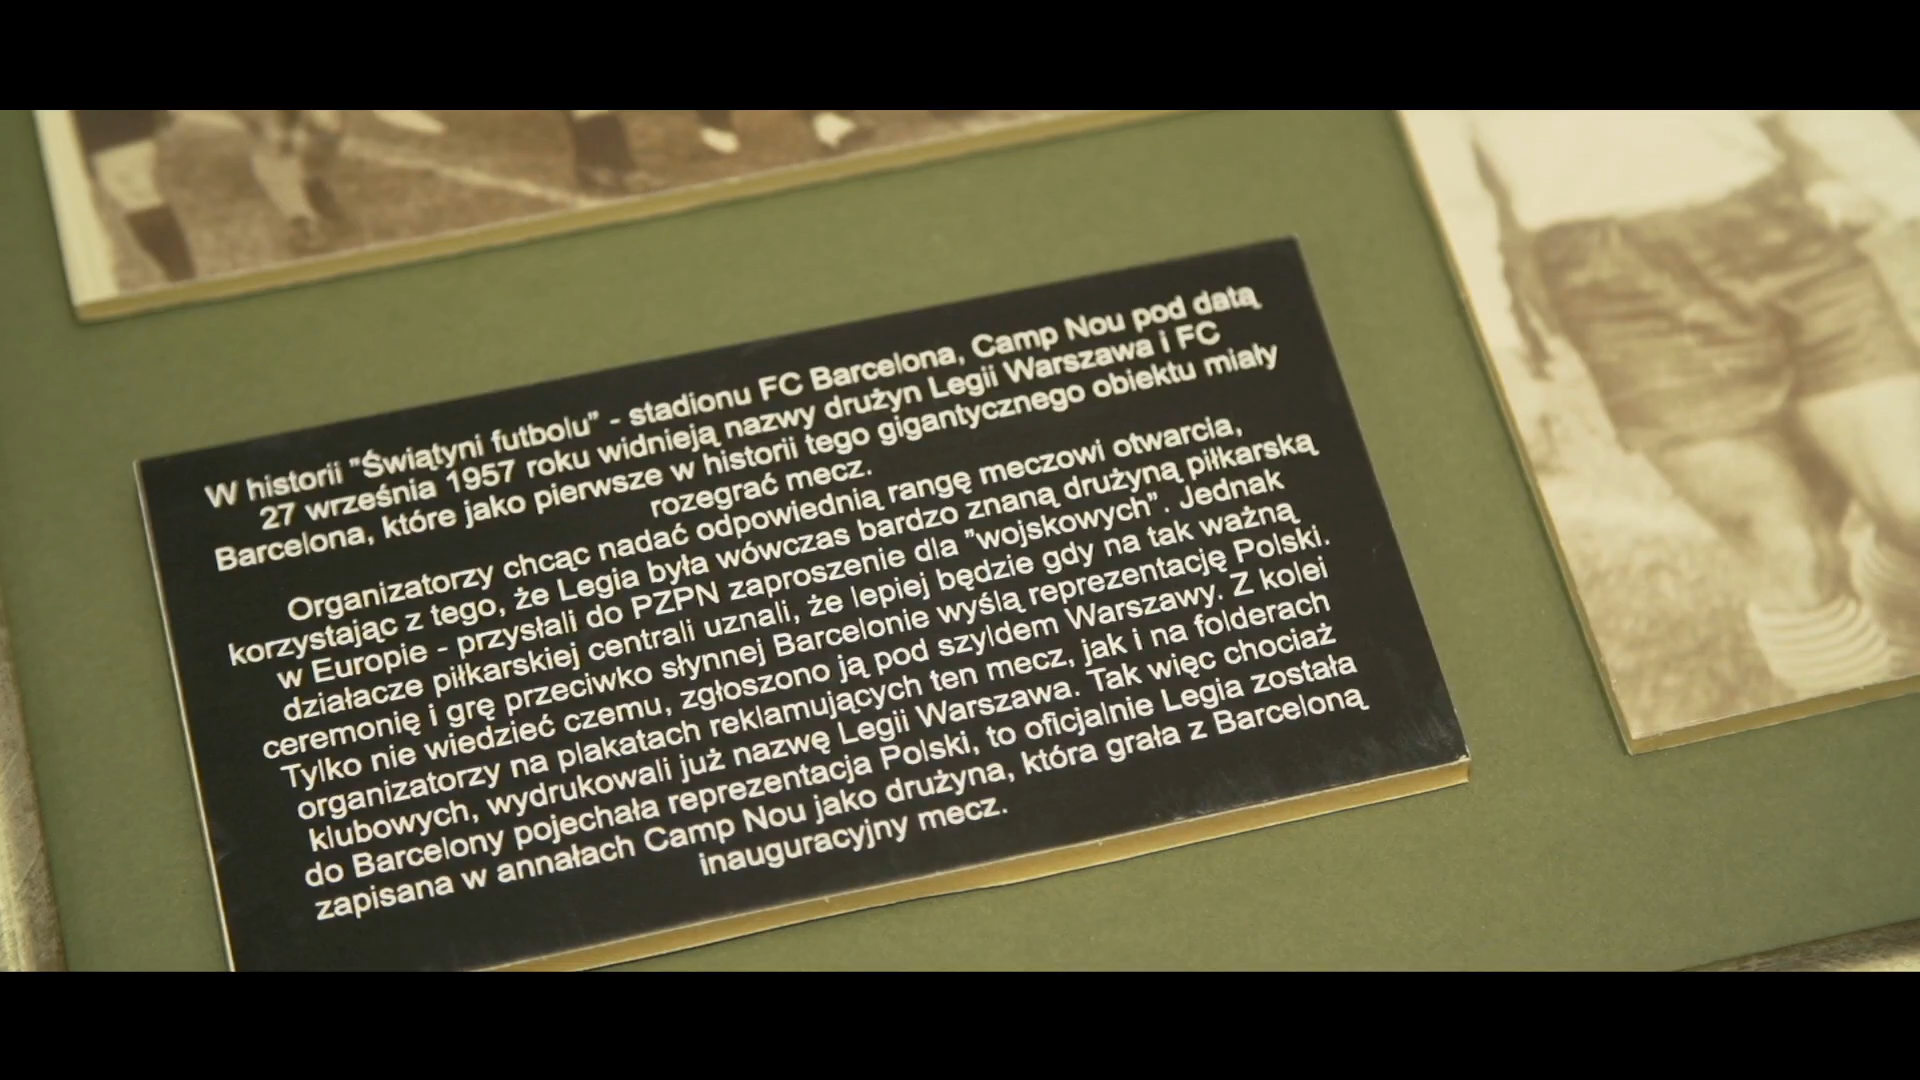 W historii "Świątyni futbolu" - stadionu FC Barcelona, Camp Nou pod datą
27 września 1957 roku widnieją nazwy drużyn Legii Warszawa i FC
Barcelona, które jako pierwsze w historii tego gigantycznego obiektu miały
rozegrać mecz.
Organizatorzy chcąc nadać odpowiednią rangę meczowi otwarcia,
korzystając z tego, że Legia była wówczas bardzo znaną drużyną piłkarską
w Europie - przysłali do PZPN zaproszenie dla "wojskowych". Jednak
działacze piłkarskiej centrali uznali, że lepiej będzie gdy na tak ważną
ceremonię i grę przeciwko słynnej Barcelonie wyślą reprezentację Polski.
Tylko nie wiedzieć czemu, zgłoszono ją pod szyldem Warszawy. Z kolei
organizatorzy na plakatach reklamujących ten mecz, jak i na folderach
klubowych, wydrukowali już nazwę Legii Warszawa. Tak więc chociaż
do Barcelony pojechała reprezentacja Polski, to oficjalnie Legia została
zapisana w annałach Camp Nou jako drużyna, która grała z Barceloną
inauguracyjny mecz.